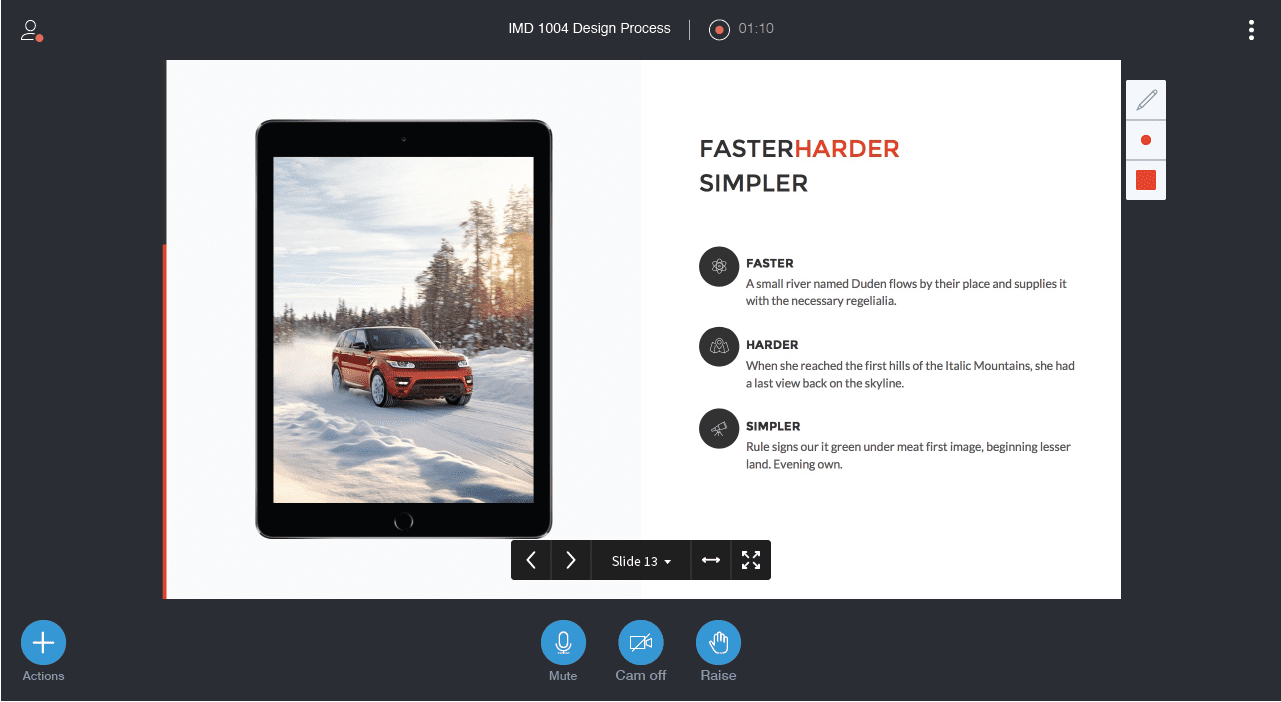 IMD 1004 Design Process
01:10
FASTERHARDER
SIMPLER
FASTER
A small river named Duden flows by their place and supplies it
with the necessary regelialia.
HARDER
When she reached the first hills of the Italic Mountains, she had
a last view back on the skyline.
SIMPLER
Rule signs our it green under meat first image, beginning lesser
land. Evening own.
Slide 13
Actions
Mute
Cam off
Raise